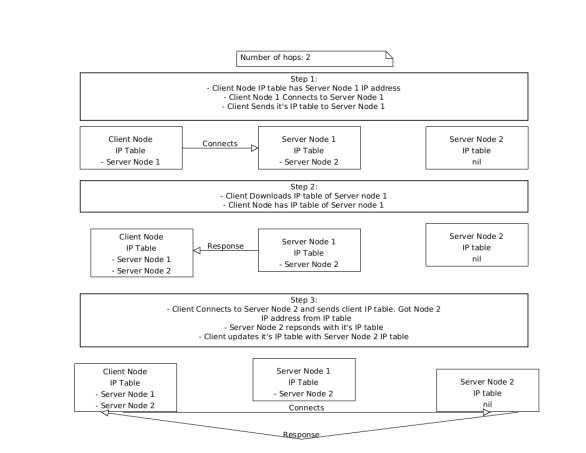 Number of hops: 2
Step 1:
- Client Node IP table has Server Node 1 IP address
- Client Node 1 Connects to Server Node 1
- Client Sends it's IP table to Server Node 1
Client Node
IP Table
- Server Node 1
Connects
Server Node 1
IP Table
- Server Node 2
Server Node 2
IP table
nil
Step 2:
- Client Downloads IP table of Server node 1
- Client Node has IP table of Server node 1
Client Node
IP Table
- Server Node 1
- Server Node 2
Response
Server Node 1
IP Table
- Server Node 2
Server Node 2
IP table
nil
Step 3:
- Client Connects to Server Node 2 and sends client IP table. Got Node 2
IP address from IP table
- Server Node 2 repsonds with it's IP table
- Client updates it's IP table with Server Node 2 IP table
Client Node
IP Table
- Server Node 1
- Server Node 2
Server Node 1
IP Table
- Server Node 2
Server Node 2
IP table
nil
Connects
Response